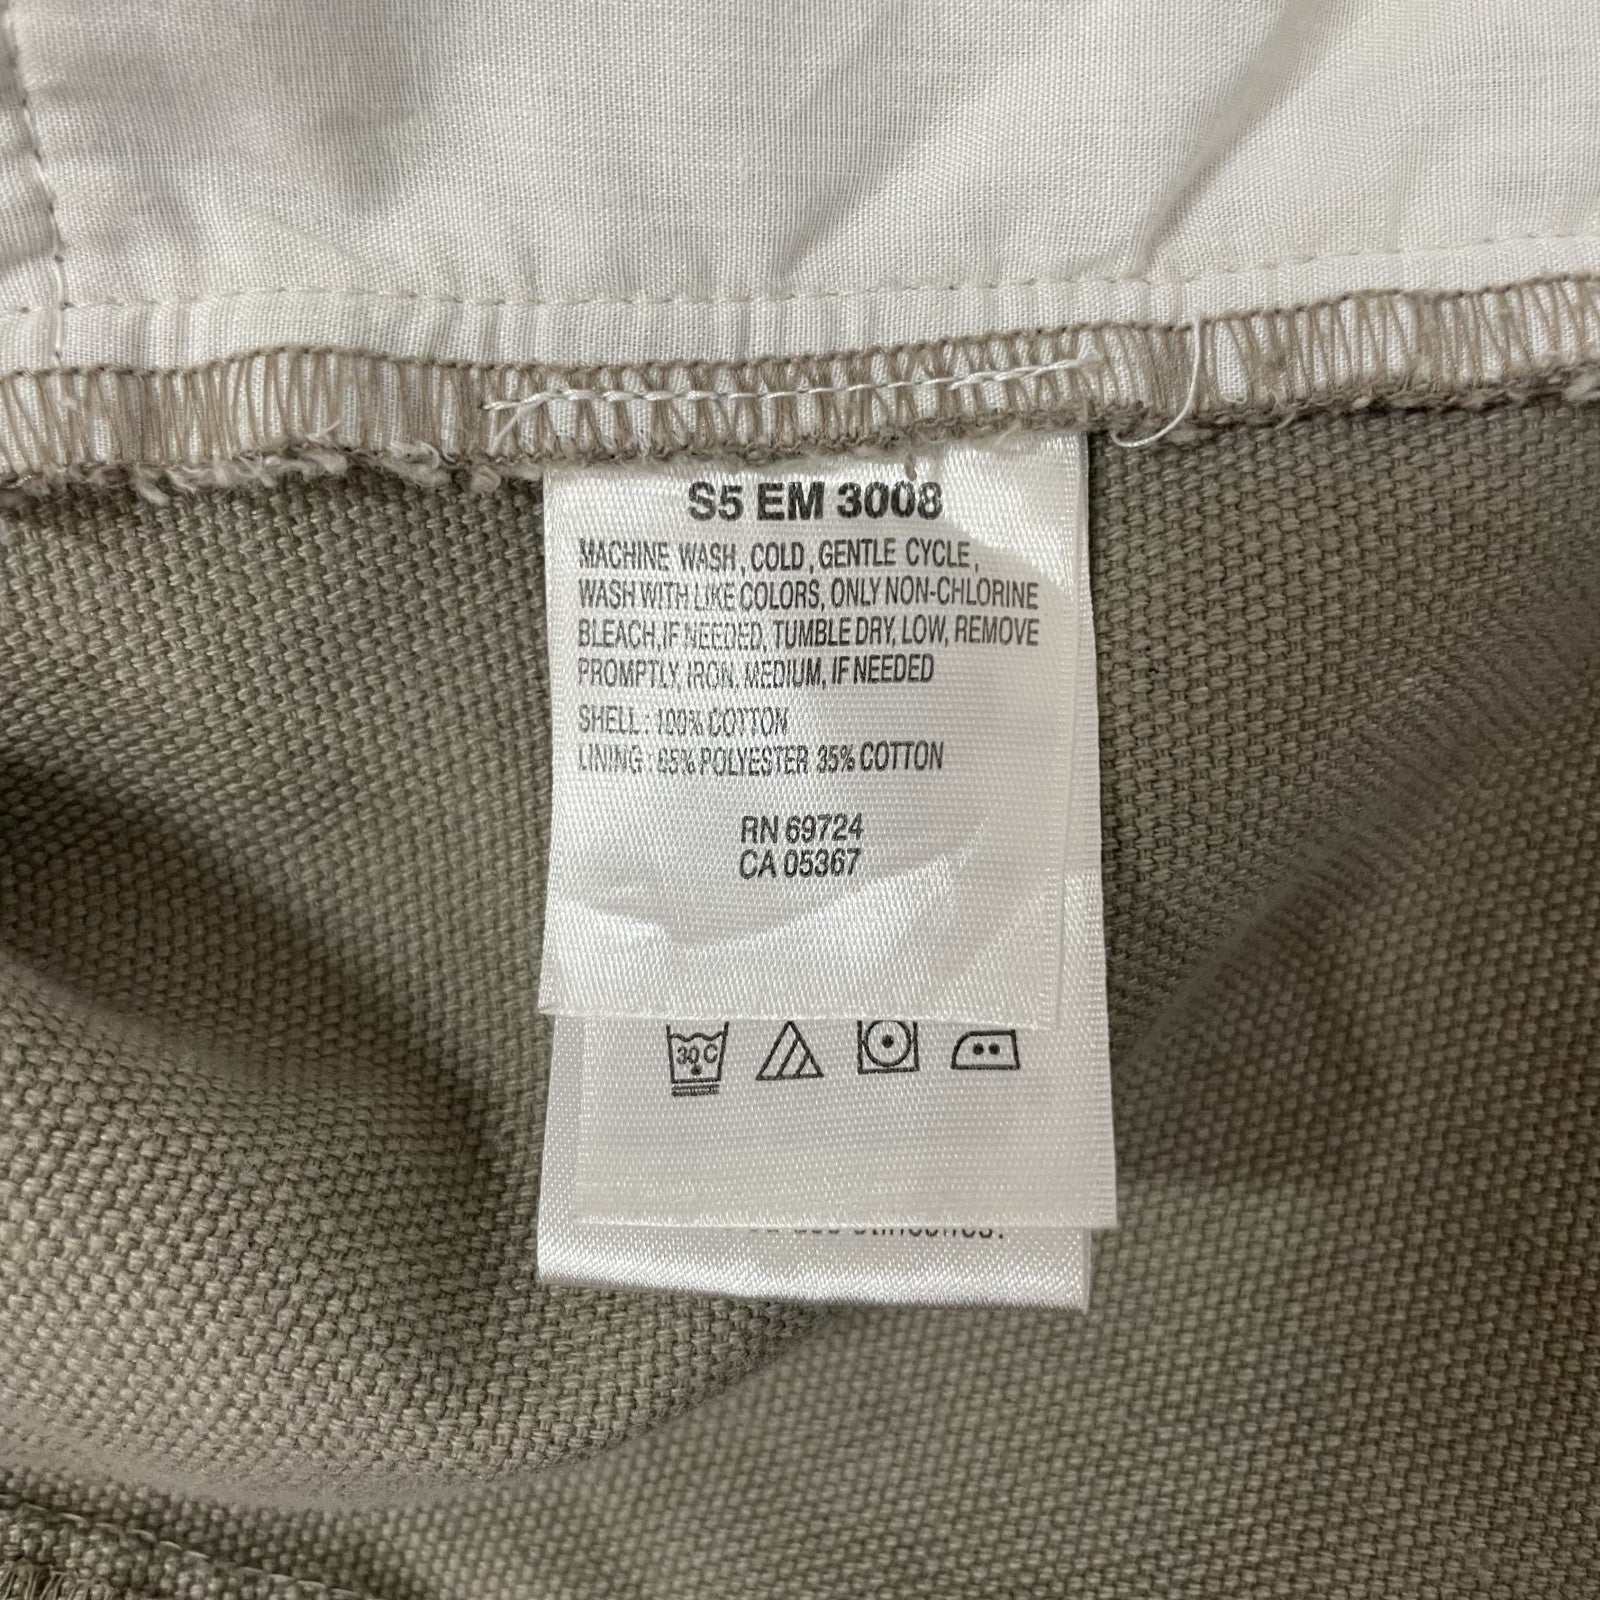 S5 EM 3008
MACHINE WASH, COLD, GENTLE CYCLE,
WASH WITH LIKE COLORS, ONLY NON-CHLORINE
BLEACH, IF NEEDED, TUMBLE DRY, LOW, REMOVE
PROMPTLY, IRON, MEDIUM, IF NEEDED
SHELL : 100% COTTON
LINING : 65% POLYESTER 35% COTTON
RN 69724
CA 05367
30 C